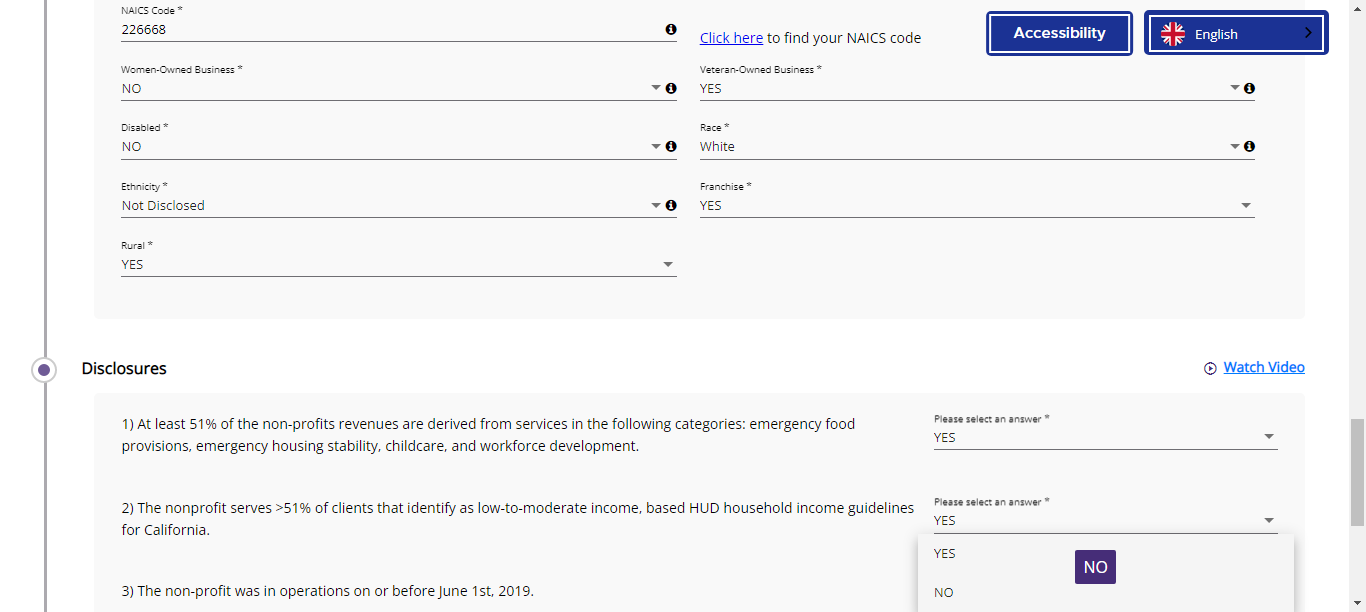 NAICS Code *
226668
Click here to find your NAICS code
Accessibility
English
Women-Owned Business *
NO
Veteran-Owned Business *
YES
Disabled *
NO
Race *
White
Ethnicity *
Not Disclosed
Franchise *
YES
Rural *
YES
Disclosures
Watch Video
1) At least 51% of the non-profits revenues are derived from services in the following categories: emergency food
provisions, emergency housing stability, childcare, and workforce development.
Please select an answer *
YES
2) The nonprofit serves >51% of clients that identify as low-to-moderate income, based HUD household income guidelines
for California.
Please select an answer *
YES
YES
NO
NO
3) The non-profit was in operations on or before June 1st, 2019.